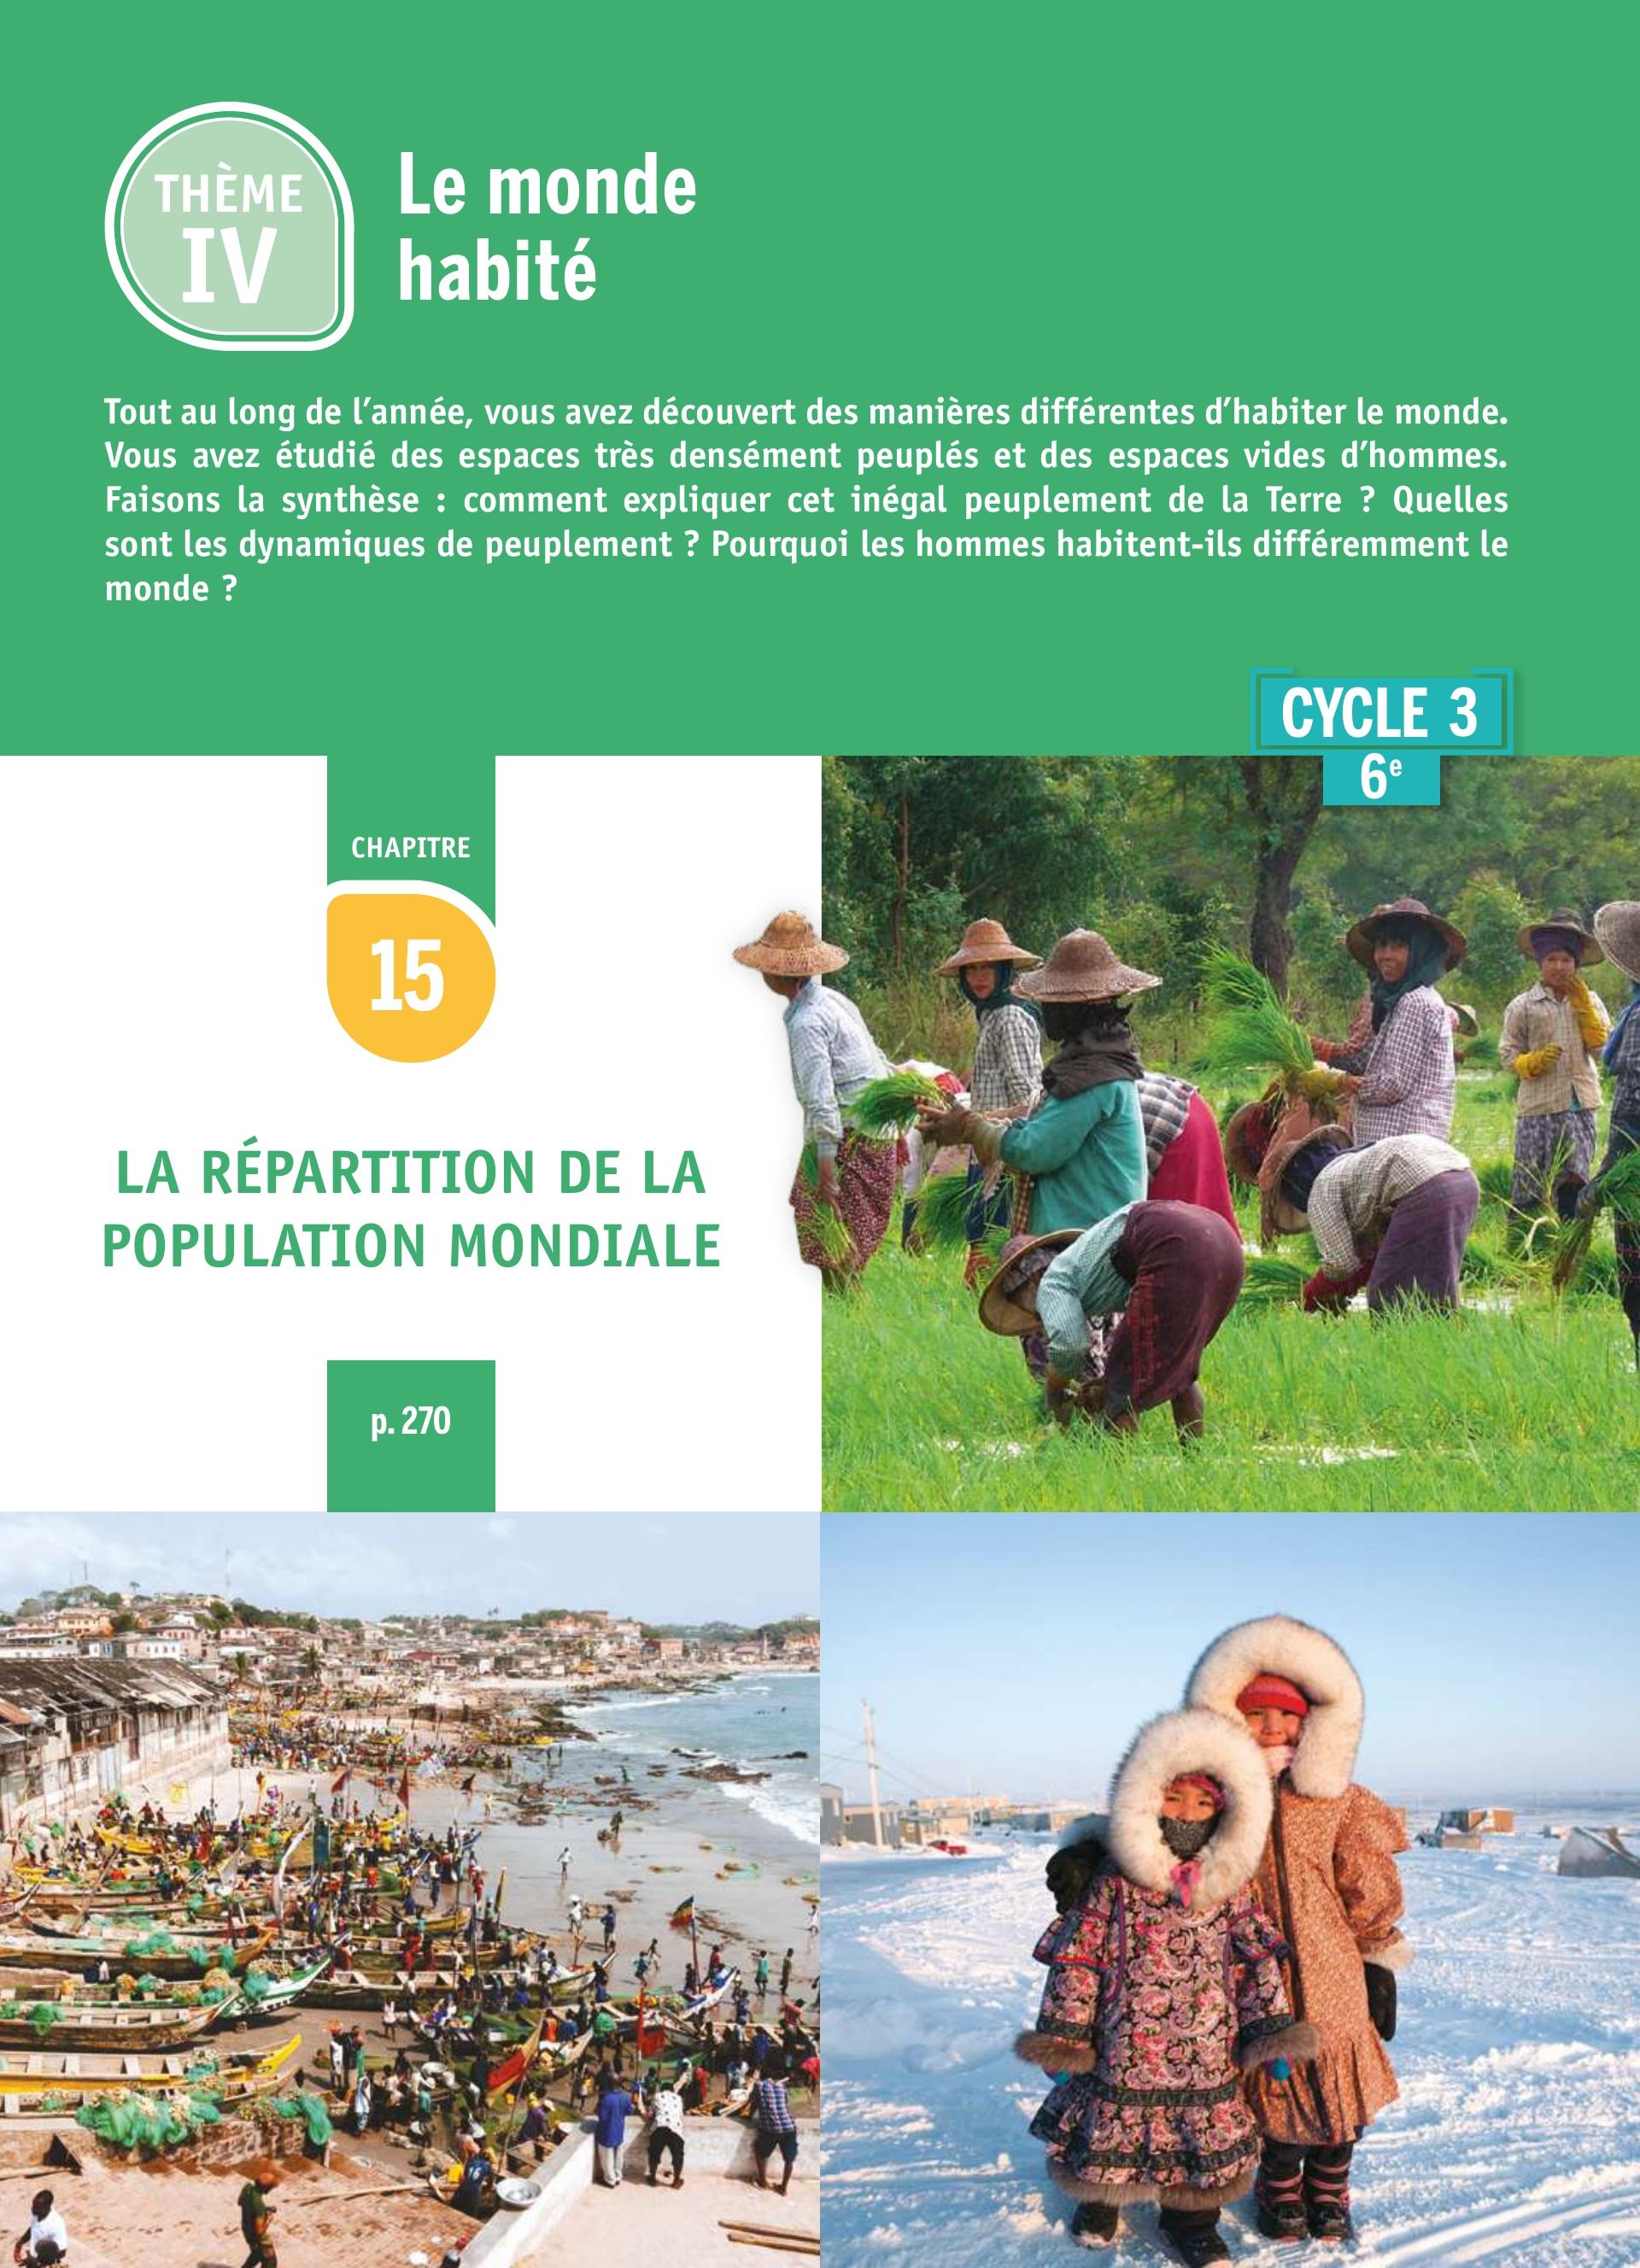 THÈME
IV
Le monde
habité
Tout au long de l’année, vous avez découvert des manières différentes d’habiter le monde.
Vous avez étudié des espaces très densément peuplés et des espaces vides d’hommes.
Faisons la synthèse : comment expliquer cet inégal peuplement de la Terre ? Quelles
sont les dynamiques de peuplement ? Pourquoi les hommes habitent-ils différemment le
monde ?
CYCLE 3
6e
CHAPITRE
15
LA RÉPARTITION DE LA
POPULATION MONDIALE
p. 270